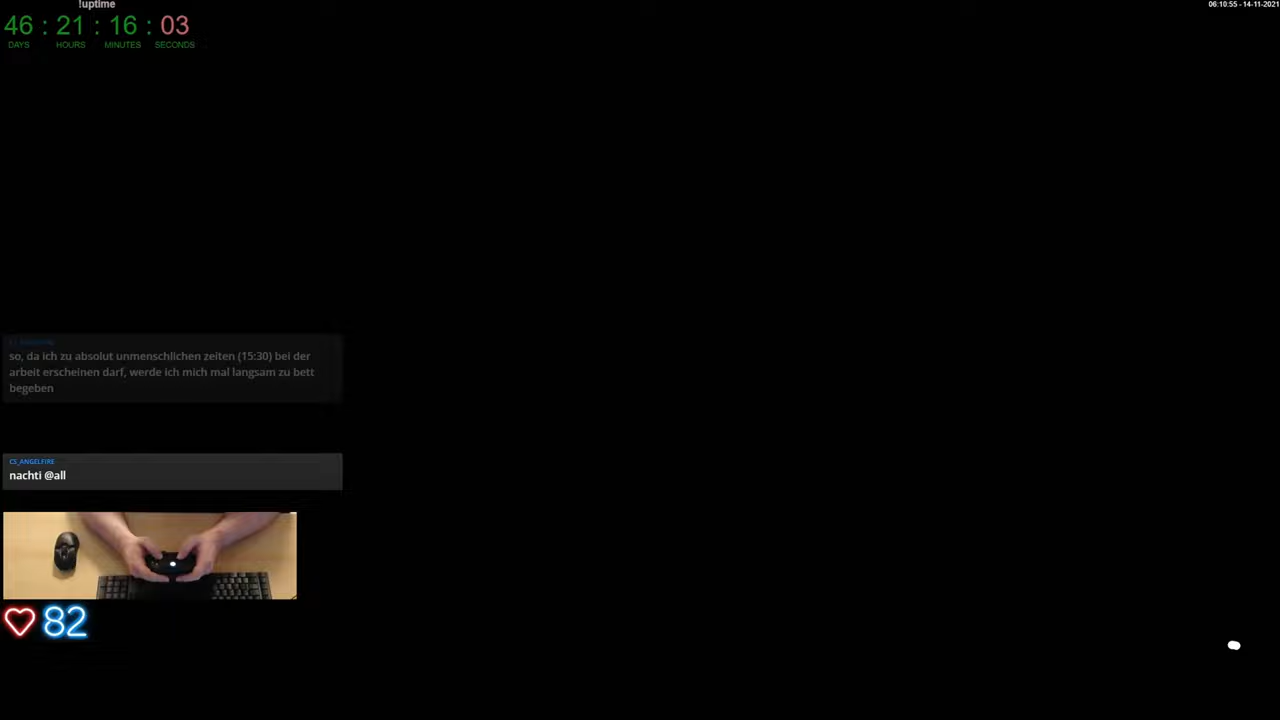 !uptime
06:10:55 - 14-11-2021
46 : 21 : 16 : 03
DAYS HOURS MINUTES SECONDS
so, da ich zu absolut unmenschlichen zeiten (15:30) bei der
arbeit erscheinen darf, werde ich mich mal langsam zu bett
begeben
CS_ANGELFIRE
nachti @all
82